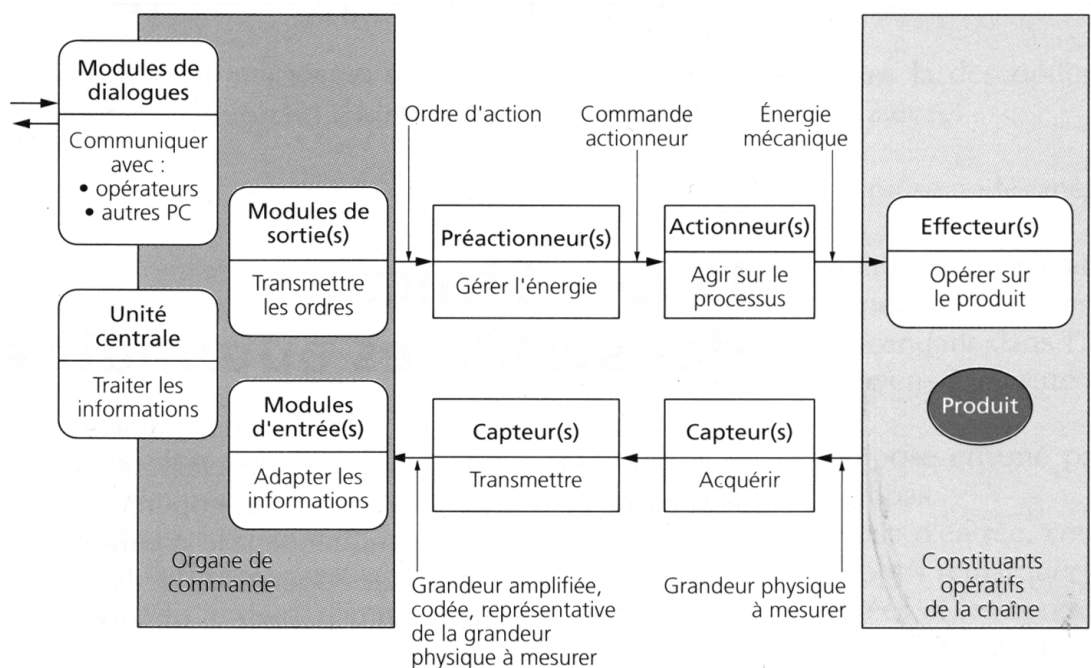 Modules de
dialogues
Communiquer
avec :
• opérateurs
• autres PC
Unité
centrale
Traiter les
informations
Modules de
sortie(s)
Transmettre
les ordres
Modules
d'entrée(s)
Adapter les
informations
Organe de
commande
Ordre d'action
Préactionneur(s)
Gérer l'énergie
Commande
actionneur
Actionneur(s)
Agir sur le
processus
Énergie
mécanique
Effecteur(s)
Opérer sur
le produit
Produit
Capteur(s)
Transmettre
Capteur(s)
Acquérir
Grandeur amplifiée,
codée, représentative
de la grandeur
physique à mesurer
Grandeur physique
à mesurer
Constituants
opératifs
de la chaîne